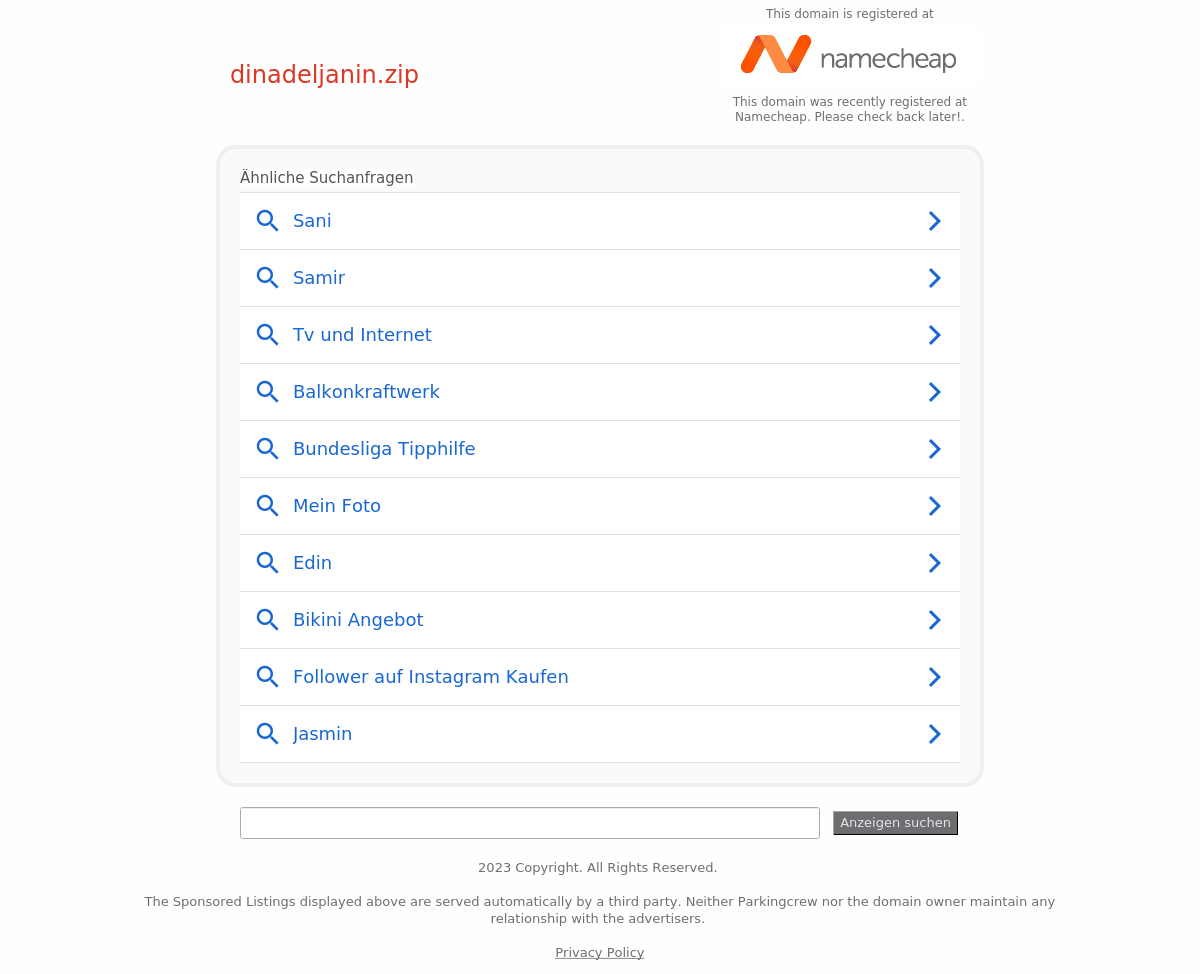 This domain is registered at
namecheap
dinadeljanin.zip
This domain was recently registered at
Namecheap. Please check back later!.
Ähnliche Suchanfragen
Sani
Samir
Tv und Internet
Balkonkraftwerk
Bundesliga Tipphilfe
Mein Foto
Edin
Bikini Angebot
Follower auf Instagram Kaufen
Jasmin
Anzeigen suchen
2023 Copyright. All Rights Reserved.
The Sponsored Listings displayed above are served automatically by a third party. Neither Parkingcrew nor the domain owner maintain any
relationship with the advertisers.
Privacy Policy